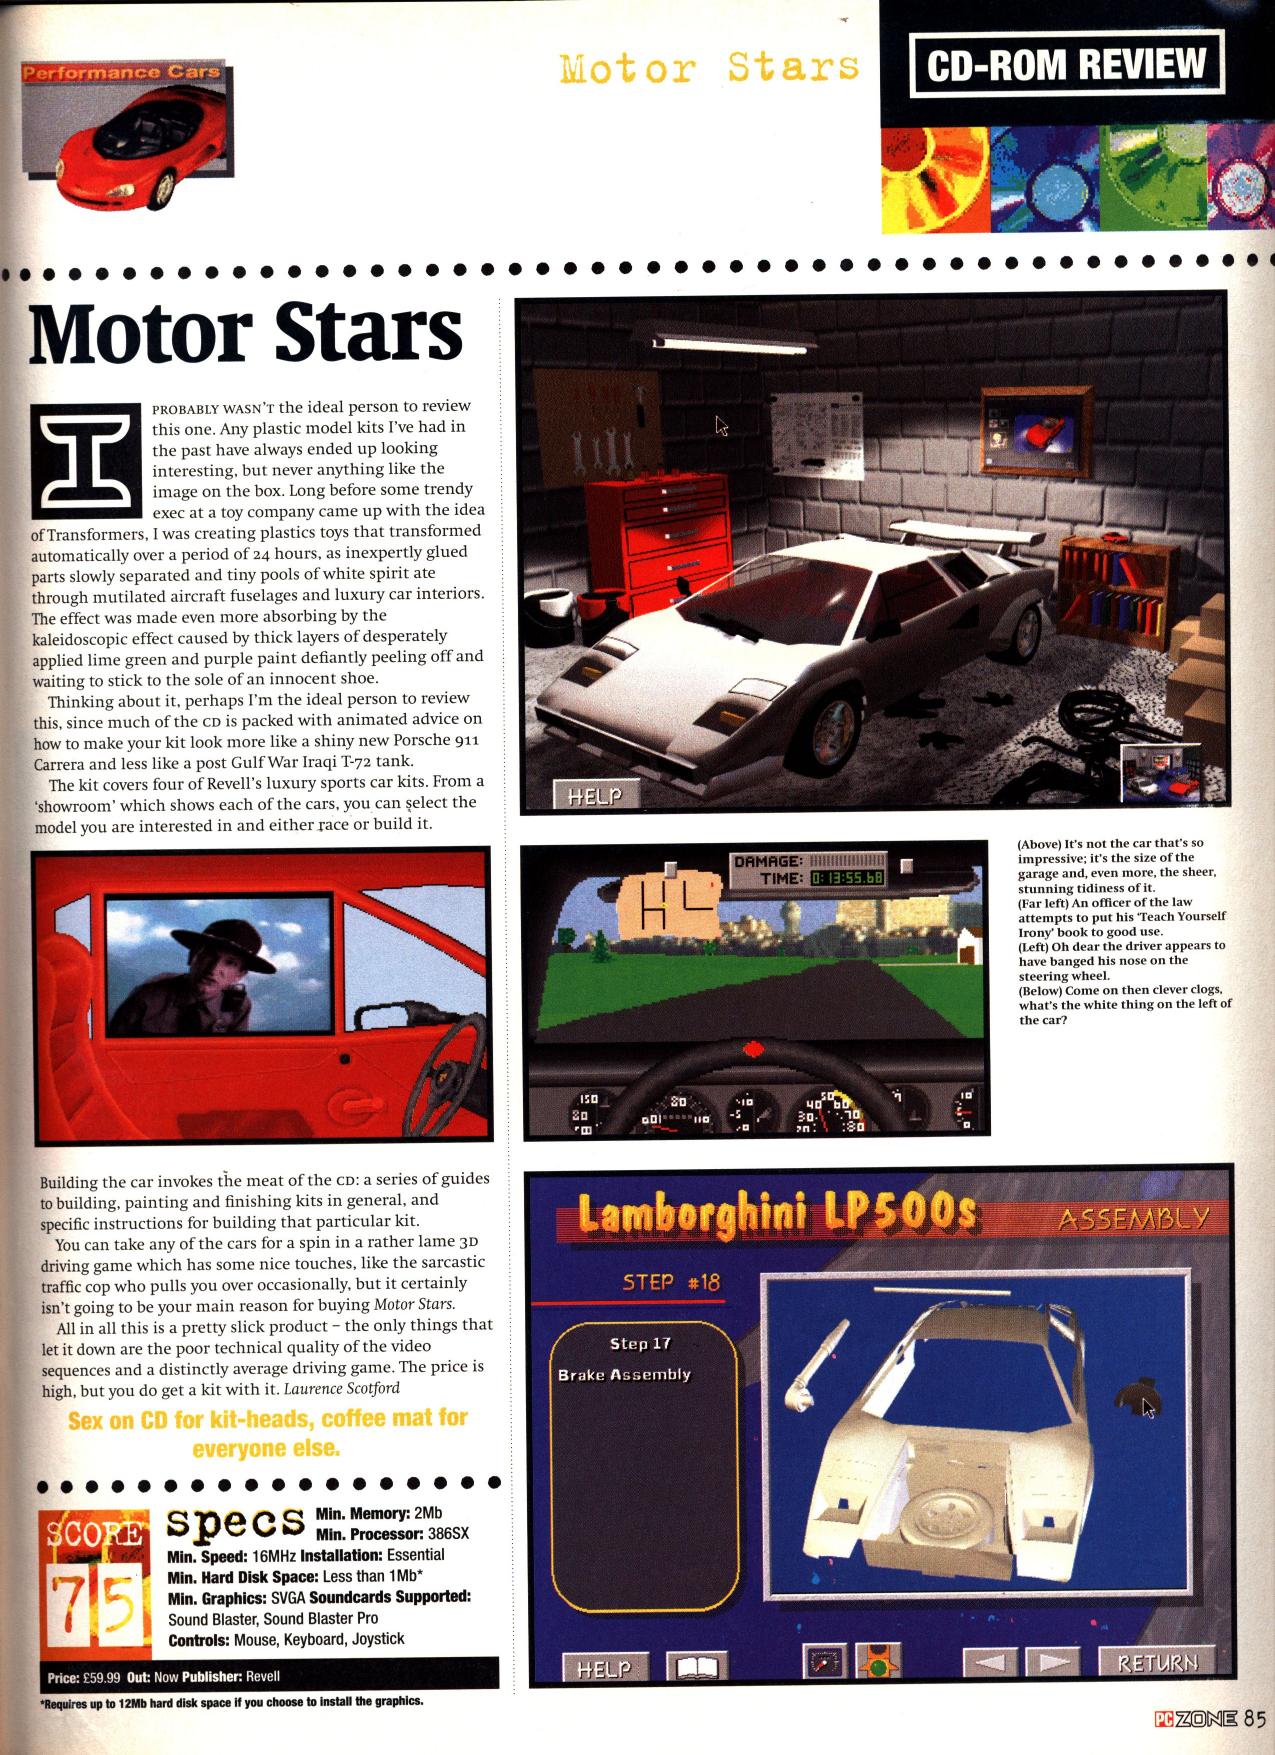 Performance Cars
Motor Stars
CD-ROM REVIEW
Motor Stars
I PROBABLY WASN'T the ideal person to review
this one. Any plastic model kits I've had in
the past have always ended up looking
interesting, but never anything like the
image on the box. Long before some trendy
exec at a toy company came up with the idea
of Transformers, I was creating plastics toys that transformed
automatically over a period of 24 hours, as inexpertly glued
parts slowly separated and tiny pools of white spirit ate
through mutilated aircraft fuselages and luxury car interiors.
The effect was made even more absorbing by the
kaleidoscopic effect caused by thick layers of desperately
applied lime green and purple paint defiantly peeling off and
waiting to stick to the sole of an innocent shoe.
Thinking about it, perhaps I'm the ideal person to review
this, since much of the CD is packed with animated advice on
how to make your kit look more like a shiny new Porsche 911
Carrera and less like a post Gulf War Iraqi T-72 tank.
The kit covers four of Revell's luxury sports car kits. From a
'showroom' which shows each of the cars, you can select the
model you are interested in and either race or build it.
HELP
DAMAGE:
TIME: 0:13:55.68
(Above) It's not the car that's so
impressive; it's the size of the
garage and, even more, the sheer,
stunning tidiness of it.
(Far left) An officer of the law
attempts to put his 'Teach Yourself
Irony' book to good use.
(Left) Oh dear the driver appears to
have banged his nose on the
steering wheel.
(Below) Come on then clever clogs,
what's the white thing on the left of
the car?
Building the car invokes the meat of the CD: a series of guides
to building, painting and finishing kits in general, and
specific instructions for building that particular kit.
You can take any of the cars for a spin in a rather lame 3D
driving game which has some nice touches, like the sarcastic
traffic cop who pulls you over occasionally, but it certainly
isn't going to be your main reason for buying Motor Stars.
All in all this is a pretty slick product – the only things that
let it down are the poor technical quality of the video
sequences and a distinctly average driving game. The price is
high, but you do get a kit with it. Laurence Scotford
Sex on CD for kit-heads, coffee mat for
everyone else.
SCORE
75
specs
Min. Memory: 2Mb
Min. Processor: 386SX
Min. Speed: 16MHz Installation: Essential
Min. Hard Disk Space: Less than 1Mb*
Min. Graphics: SVGA Soundcards Supported:
Sound Blaster, Sound Blaster Pro
Controls: Mouse, Keyboard, Joystick
Price: £59.99 Out: Now Publisher: Revell
*Requires up to 12Mb hard disk space if you choose to install the graphics.
Lamborghini LP500s
ASSEMBLY
STEP #18
Step 17
Brake Assembly
HELP
RETURN
PC ZONE 85